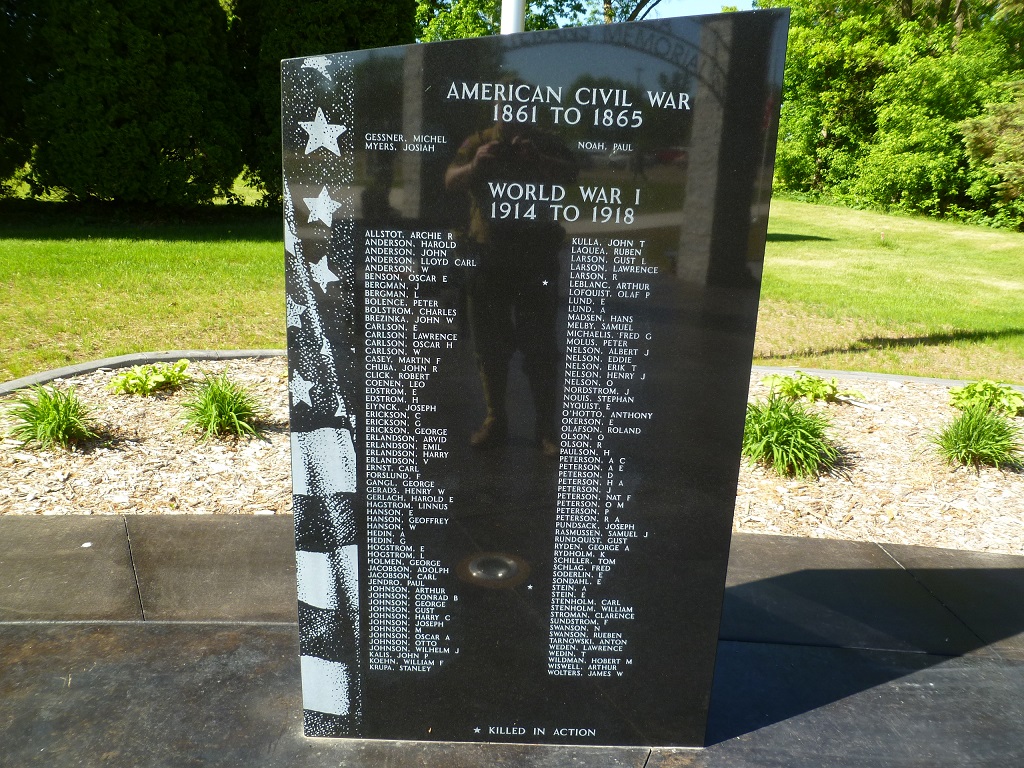 MEMORIAL
AMERICAN CIVIL WAR
1861 TO 1865
GESSNER, MICHEL
MYERS, JOSIAH
NOAH, PAUL
WORLD WAR I
1914 TO 1918
ALLSTOT, ARCHIE R
ANDERSON, HAROLD
ANDERSON, JOHN
ANDERSON, LLOYD CARL
ANDERSON, W
BENSON, OSCAR E
BERGMAN, J
BERGMAN, L
BOLENCE, PETER
BOLSTROM, CHARLES
BREZINKA, JOHN W
CARLSON, E
CARLSON, LAWRENCE
CARLSON, OSCAR H
CARLSON, W
CASEY, MARTIN F
CHUBA, JOHN R
CLICK, ROBERT
COENEN, LEO
EDSTROM, E
EDSTROM, H
EIYNCK, JOSEPH
ERICKSON, C
ERICKSON, G
ERICKSON, GEORGE
ERLANDSON, ARVID
ERLANDSON, EMIL
ERLANDSON, HARRY
ERLANDSON, V
ERNST, CARL
FORSLUND, F
GANGL, GEORGE
GERADS, HENRY W
GERLACH, HAROLD E
HAGSTROM, LINNUS
HANSON, E
HANSON, GEOFFREY
HANSON, W
HEDIN, A
HEDIN, G
HOGSTROM, E
HOGSTROM, L
HOLMEN, GEORGE
JACOBSON, ADOLPH
JACOBSON, CARL
JENDRO, PAUL
JOHNSON, ARTHUR
JOHNSON, CONRAD B
JOHNSON, GEORGE
JOHNSON, GUST
JOHNSON, HARRY C
JOHNSON, JOSEPH
JOHNSON, M
JOHNSON, OSCAR A
JOHNSON, OTTO
JOHNSON, WILHELM J
KALIS, JOHN P
KOEHN, WILLIAM F
KRUPA, STANLEY
KULLA, JOHN T
LAQUEA, RUBEN
LARSON, GUST L
LARSON, LAWRENCE
LARSON, R
★ LEBLANC, ARTHUR
LOFQUIST, OLAF P
LUND, E
LUND, A
MADSEN, HANS
MELBY, SAMUEL
MICHAELIS, FRED G
MOLUS, PETER
NELSON, ALBERT J
NELSON, EDDIE
NELSON, ERIK T
NELSON, HENRY J
NELSON, O
NORDSTROM, J
NOUIS, STEPHAN
NYQUIST, E
O'HOTTO, ANTHONY
OKERSON, E
OLAFSON, ROLAND
OLSON, O
OLSON, R
PAULSON, H
PETERSON, A C
PETERSON, A E
PETERSON, D
PETERSON, H A
PETERSON, J
PETERSON, NAT F
PETERSON, O M
PETERSON, P
PETERSON, R A
PUNDSACK, JOSEPH
RASMUSSEN, SAMUEL J
RUNDQUIST, GUST
RYDEN, GEORGE A
RYDHOLM, K
SCHILLER, TOM
SCHLAG, FRED
SODERLIN, E
SONDAHL, E
★ STEIN, A
STEIN, E
STENHOLM, CARL
STENHOLM, WILLIAM
STROMAN, CLARENCE
SUNDSTROM, F
SWANSON, N
SWANSON, RUEBEN
TARNOWSKI, ANTON
WEDEN, LAWRENCE
WEDIN, T
WILDMAN, HOBERT M
WISWELL, ARTHUR
WOLTERS, JAMES W
★ KILLED IN ACTION